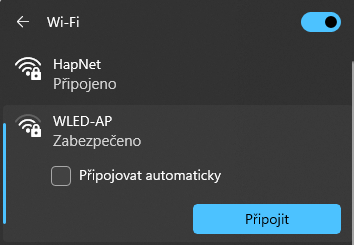 Wi-Fi
HapNet
Připojeno
WLED-AP
Zabezpečeno
Připojovat automaticky
Připojit